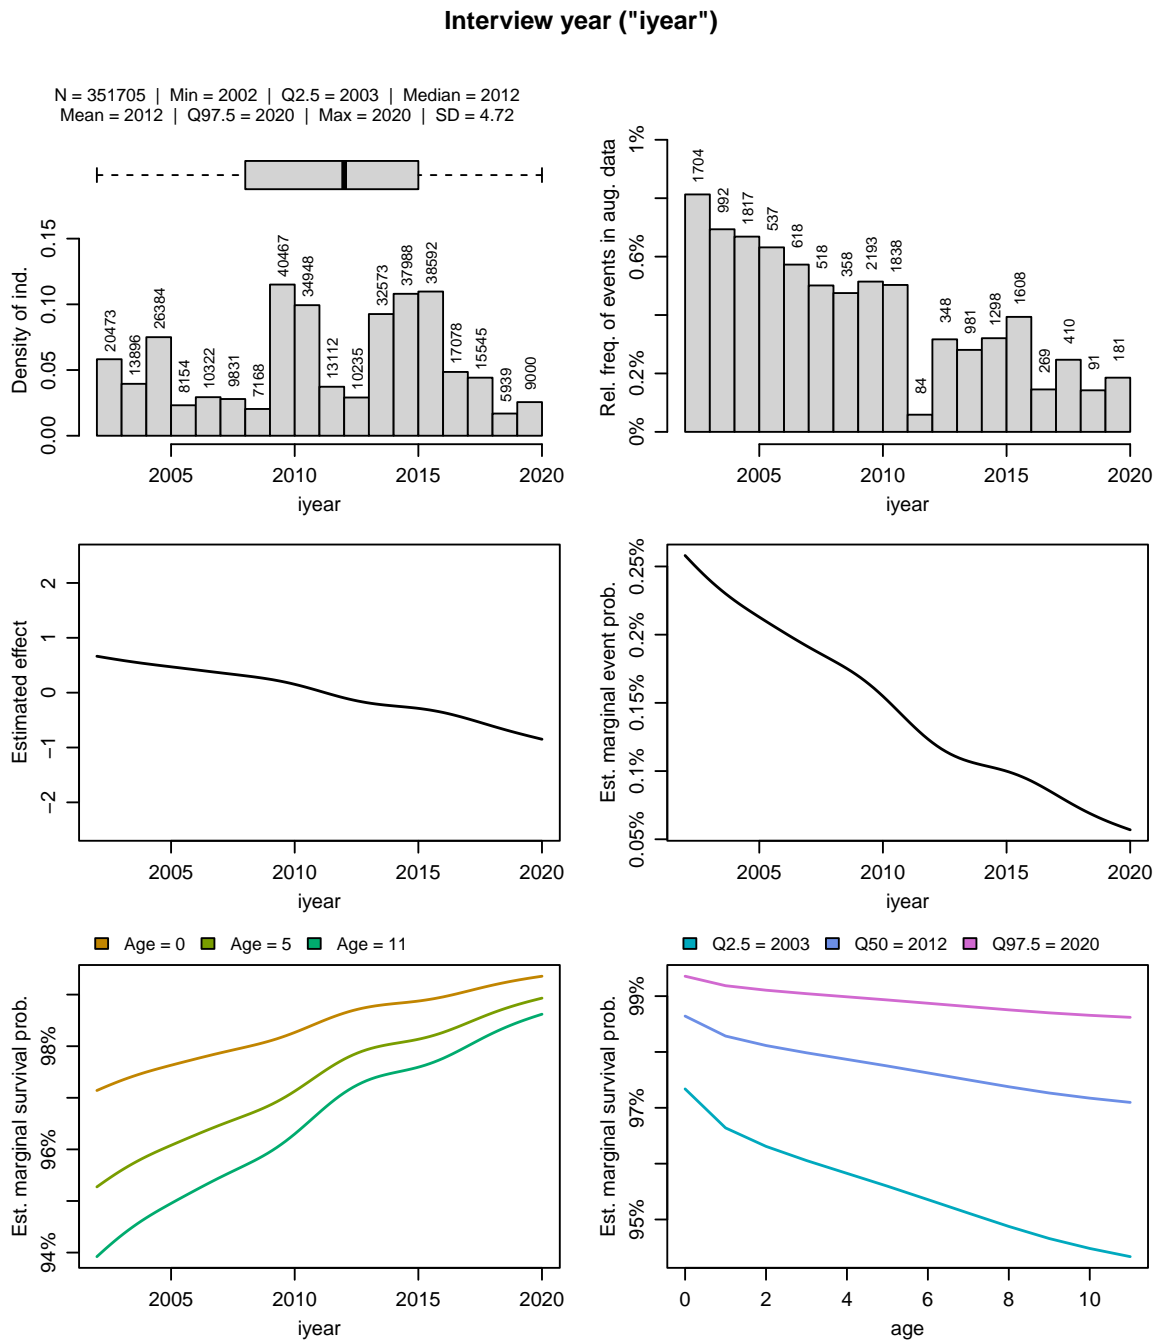 Interview year ("iyear")
N = 351705 | Min = 2002 | Q2.5 = 2003 | Median = 2012
Mean = 2012 | Q97.5 = 2020 | Max = 2020 | SD = 4.72
Density of ind.
0.00 0.05 0.10 0.15
20473 13896 26384 8154 10322 9831 7168 40467 34948 13112 10235 32573 37988 38592 17078 15545 5939 9000
2005 2010 2015 2020
iyear
Rel. freq. of events in aug. data
0% 0.2% 0.6% 1%
1704 992 1817 537 618 518 358 2193 1838 84 348 981 1298 1608 269 410 91 181
2005 2010 2015 2020
iyear
Estimated effect
2
1
0
−1
−2
2005 2010 2015 2020
iyear
Est. marginal event prob.
0.05% 0.1% 0.15% 0.2% 0.25%
2005 2010 2015 2020
iyear
Age = 0 Age = 5 Age = 11
Est. marginal survival prob.
94% 96% 98%
2005 2010 2015 2020
iyear
Q2.5 = 2003 Q50 = 2012 Q97.5 = 2020
Est. marginal survival prob.
95% 97% 99%
0 2 4 6 8 10
age